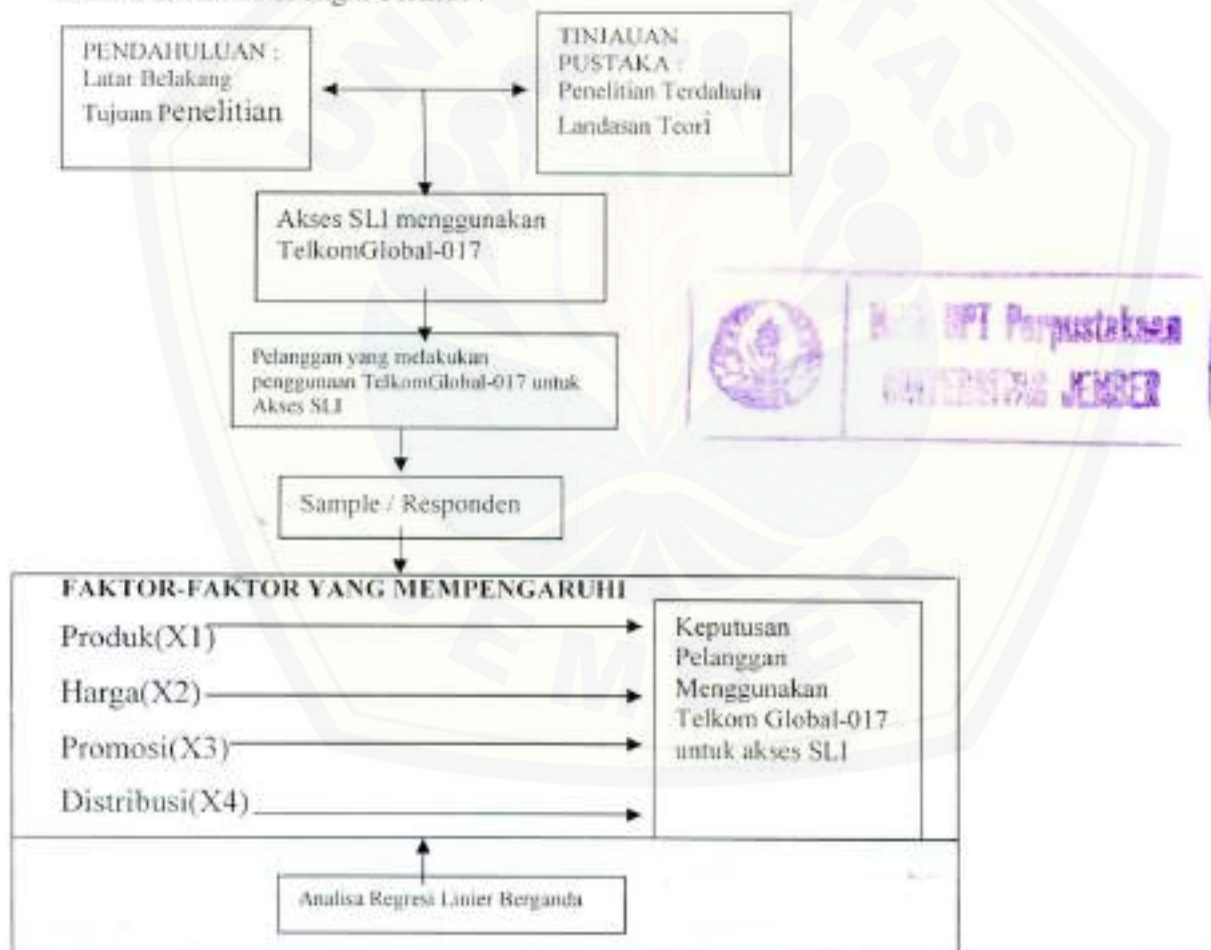 PENDAHULUAN :
Latar Belakang
Tujuan Penelitian
TINJAUAN
PUSTAKA :
Penelitian Terdahulu
Landasan Teori
Akses SLI menggunakan
TelkomGlobal-017
Pelanggan yang melakukan
penggunaan TelkomGlobal-017 untuk
Akses SLI
UPT Perpustakaan
UNIVERSITAS JEMBER
Sample / Responden
FAKTOR-FAKTOR YANG MEMPENGARUHI
Produk(X1)
Harga(X2)
Promosi(X3)
Distribusi(X4)
Keputusan
Pelanggan
Menggunakan
Telkom Global-017
untuk akses SLI
Analisa Regresi Linier Berganda
UNIVERSITAS
JEMBER